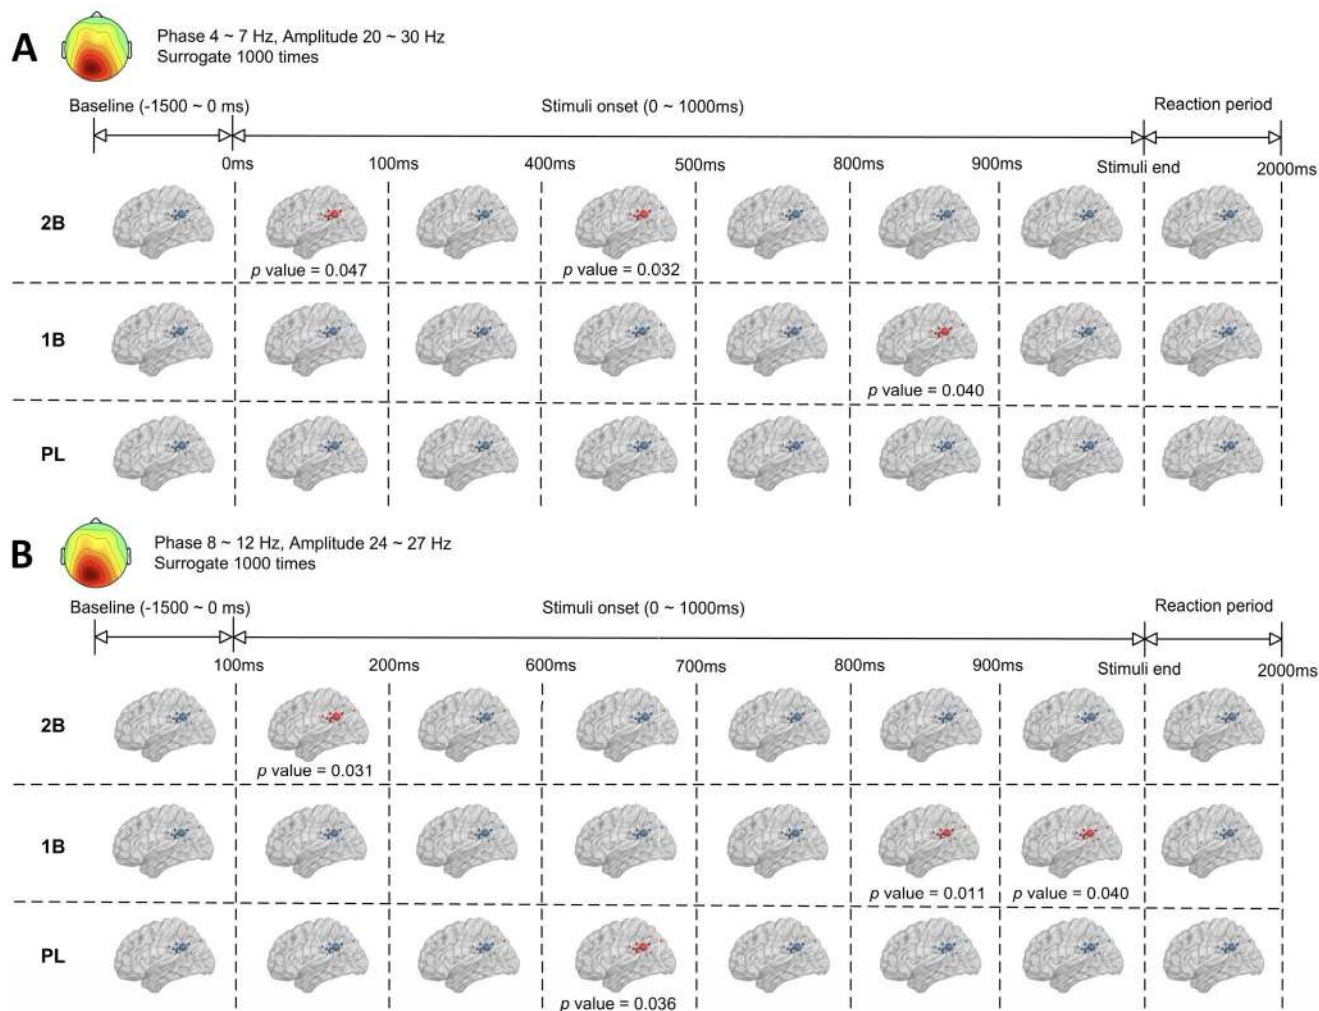 A
Phase 4 ~ 7 Hz, Amplitude 20 ~ 30 Hz
Surrogate 1000 times
Baseline (-1500 ~ 0 ms)
Stimuli onset (0 ~ 1000ms)
Reaction period
0ms
100ms
400ms
500ms
800ms
900ms
Stimuli end
2000ms
2B
p value = 0.047
p value = 0.032
1B
p value = 0.040
PL
B
Phase 8 ~ 12 Hz, Amplitude 24 ~ 27 Hz
Surrogate 1000 times
Baseline (-1500 ~ 0 ms)
Stimuli onset (0 ~ 1000ms)
Reaction period
100ms
200ms
600ms
700ms
800ms
900ms
Stimuli end
2000ms
2B
p value = 0.031
1B
p value = 0.011
p value = 0.040
PL
p value = 0.036